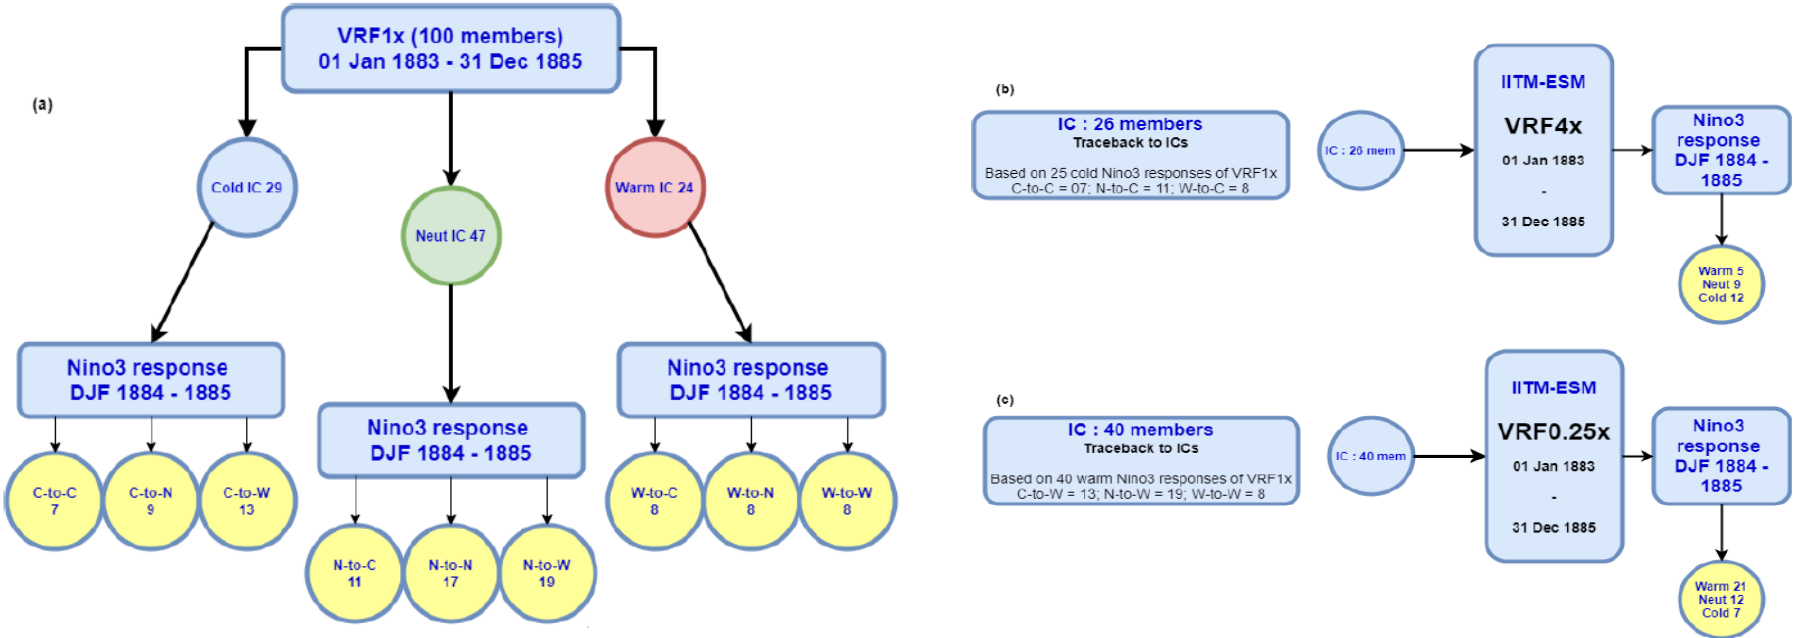 (a)
VRF1x (100 members)
01 Jan 1883 - 31 Dec 1885
Cold IC 29
Neut IC 47
Warm IC 24
Nino3 response
DJF 1884 - 1885
C-to-C
7
C-to-N
9
C-to-W
13
Nino3 response
DJF 1884 - 1885
N-to-C
11
N-to-N
17
N-to-W
19
Nino3 response
DJF 1884 - 1885
W-to-C
8
W-to-N
8
W-to-W
8
(b)
IC : 26 members
Traceback to ICs
Based on 25 cold Nino3 responses of VRF1x
C-to-C = 07; N-to-C = 11; W-to-C = 8
IC : 26 mem
IITM-ESM
VRF4x
01 Jan 1883
-
31 Dec 1885
Nino3
response
DJF 1884 -
1885
Warm 5
Neut 9
Cold 12
(c)
IC : 40 members
Traceback to ICs
Based on 40 warm Nino3 responses of VRF1x
C-to-W = 13; N-to-W = 19; W-to-W = 8
IC : 40 mem
IITM-ESM
VRF0.25x
01 Jan 1883
-
31 Dec 1885
Nino3
response
DJF 1884 -
1885
Warm 21
Neut 12
Cold 7